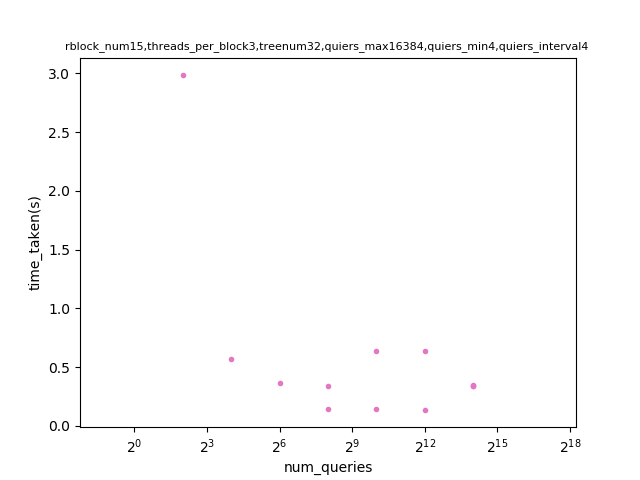 rblock_num15,threads_per_block3,treenum32,quiers_max16384,quiers_min4,quiers_interval4
3.0
2.5
2.0
1.5
1.0
0.5
0.0
time_taken(s)
2^0 2^3 2^6 2^9 2^12 2^15 2^18
num_queries